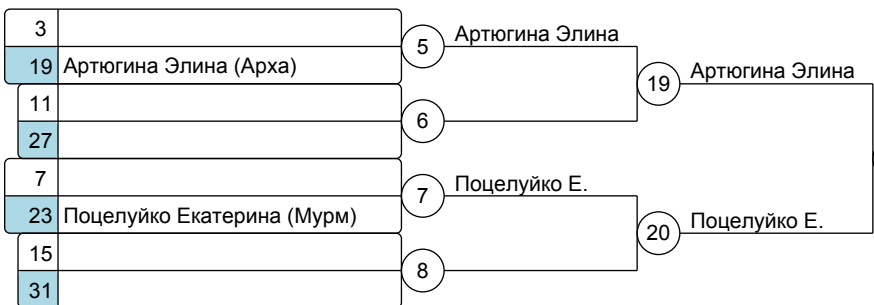 3
5
Артюгина Элина
19 Артюгина Элина (Арха)
19
Артюгина Элина
11
6
27
7
7
Поцелуйко Е.
23 Поцелуйко Екатерина (Мурм)
20
Поцелуйко Е.
15
8
31